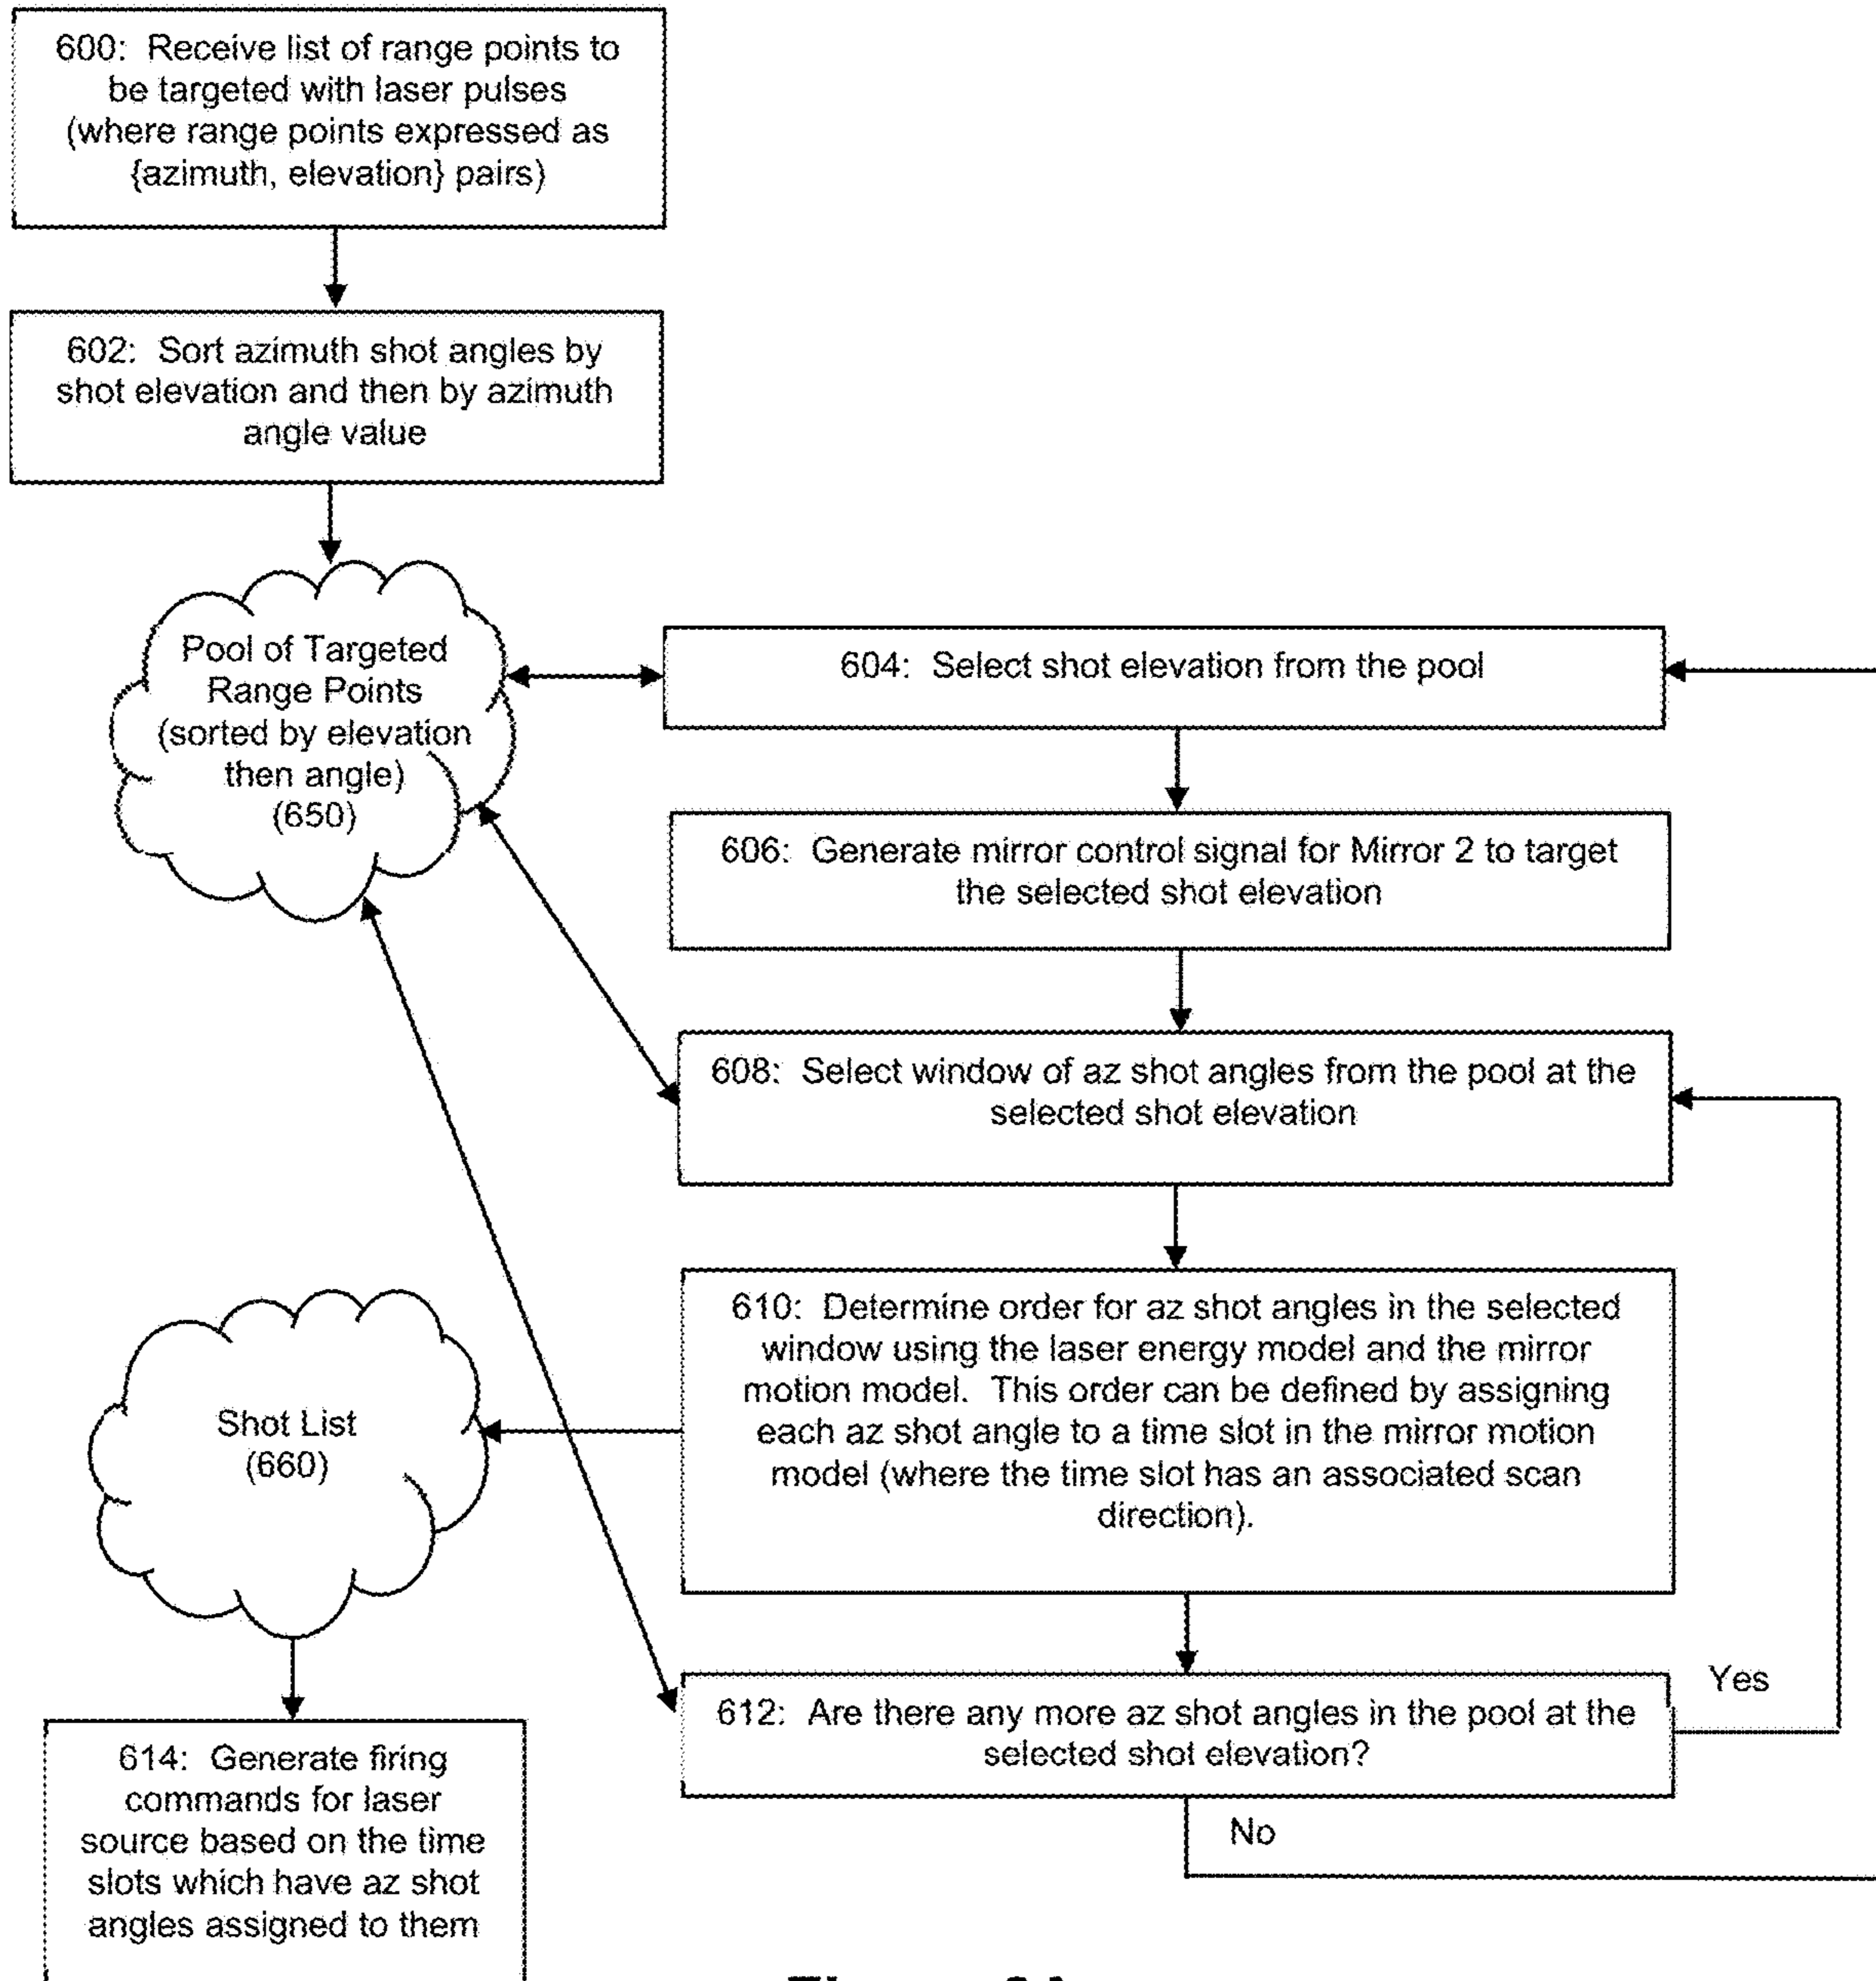 600: Receive list of range points to
be targeted with laser pulses
(where range points expressed as
{azimuth, elevation} pairs)
602: Sort azimuth shot angles by
shot elevation and then by azimuth
angle value
Pool of Targeted
Range Points
(sorted by elevation
then angle)
(650)
604: Select shot elevation from the pool
606: Generate mirror control signal for Mirror 2 to target
the selected shot elevation
608: Select window of az shot angles from the pool at the
selected shot elevation
610: Determine order for az shot angles in the selected
window using the laser energy model and the mirror
motion model. This order can be defined by assigning
each az shot angle to a time slot in the mirror motion
model (where the time slot has an associated scan
direction).
Shot List
(660)
612: Are there any more az shot angles in the pool at the
selected shot elevation?
Yes
No
614: Generate firing
commands for laser
source based on the time
slots which have az shot
angles assigned to them